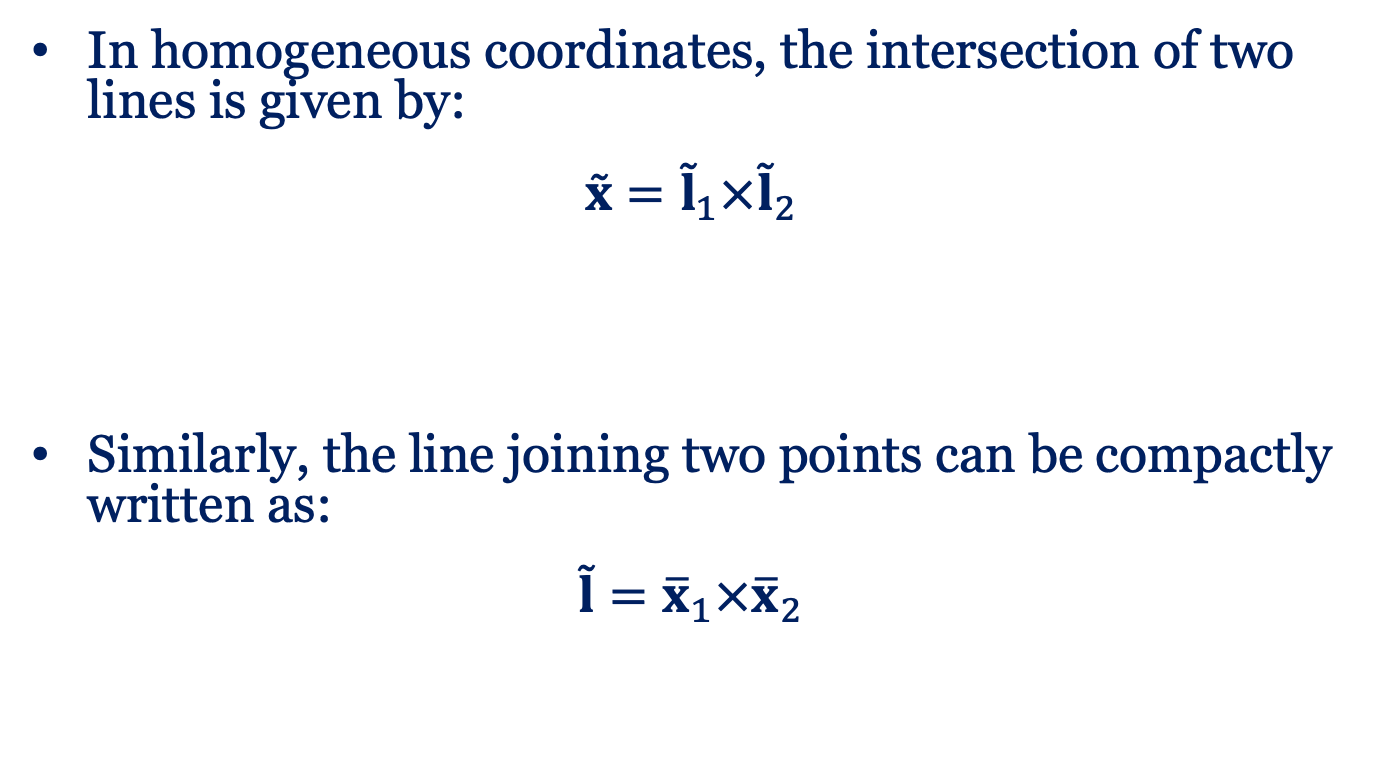 • In homogeneous coordinates, the intersection of two
lines is given by:
x̃ = l̃₁×l̃₂
• Similarly, the line joining two points can be compactly
written as:
l̃ = x̄₁×x̄₂